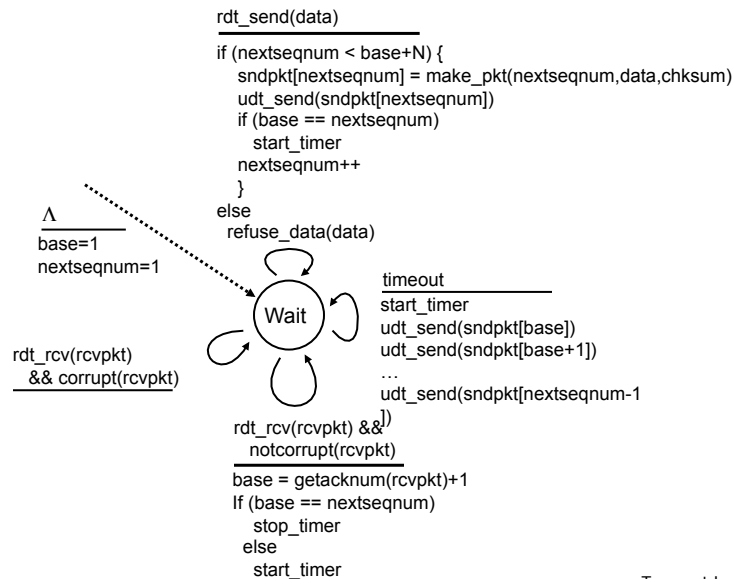 rdt_send(data)
if (nextseqnum < base+N) {
sndpkt[nextseqnum] = make_pkt(nextseqnum,data,chksum)
udt_send(sndpkt[nextseqnum])
if (base == nextseqnum)
start_timer
nextseqnum++
}
else
refuse_data(data)
Λ
base=1
nextseqnum=1
Wait
timeout
start_timer
udt_send(sndpkt[base])
udt_send(sndpkt[base+1])
…
udt_send(sndpkt[nextseqnum-1
])
rdt_rcv(rcvpkt)
&& corrupt(rcvpkt)
rdt_rcv(rcvpkt) &&
notcorrupt(rcvpkt)
base = getacknum(rcvpkt)+1
If (base == nextseqnum)
stop_timer
else
start_timer